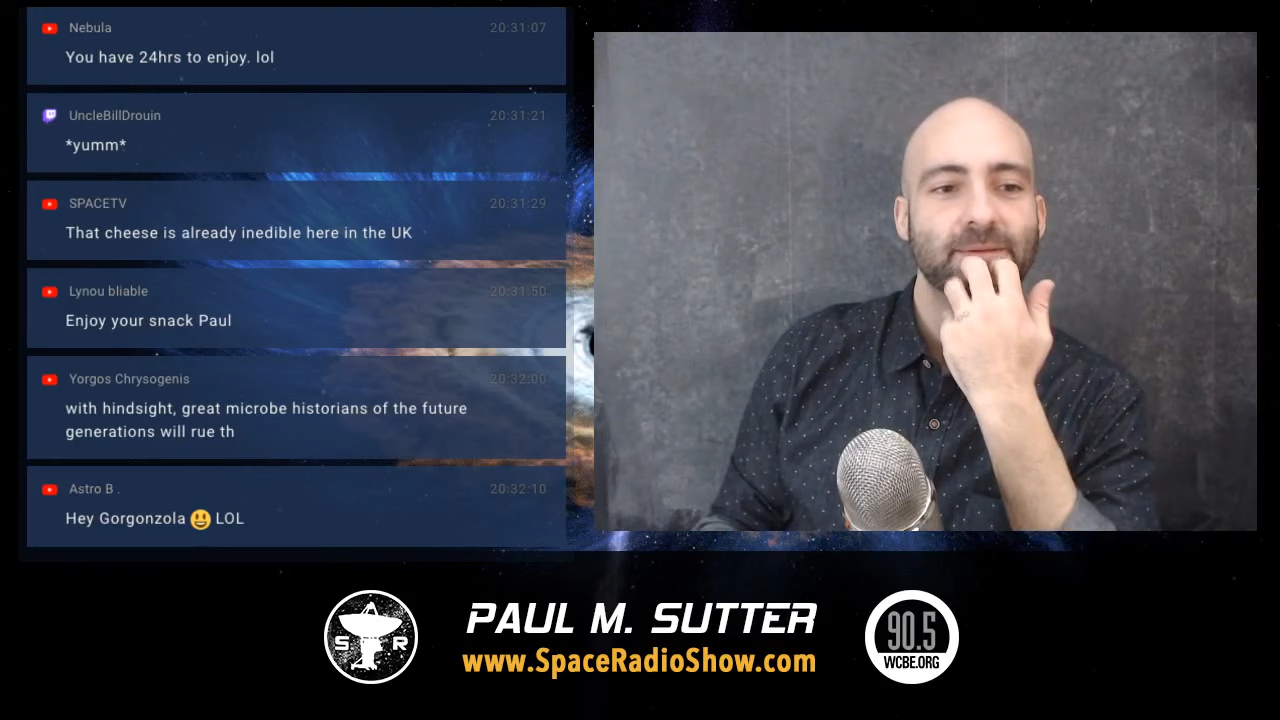 Nebula 20:31:07
You have 24hrs to enjoy. lol
UncleBillDrouin 20:31:21
*yumm*
SPACETV 20:31:29
That cheese is already inedible here in the UK
Lynou bliable 20:31:50
Enjoy your snack Paul
Yorgos Chrysogenis 20:32:00
with hindsight, great microbe historians of the future
generations will rue th
Astro B . 20:32:10
Hey Gorgonzola 😃 LOL
S R
PAUL M. SUTTER
www.SpaceRadioShow.com
90.5
WCBE.ORG